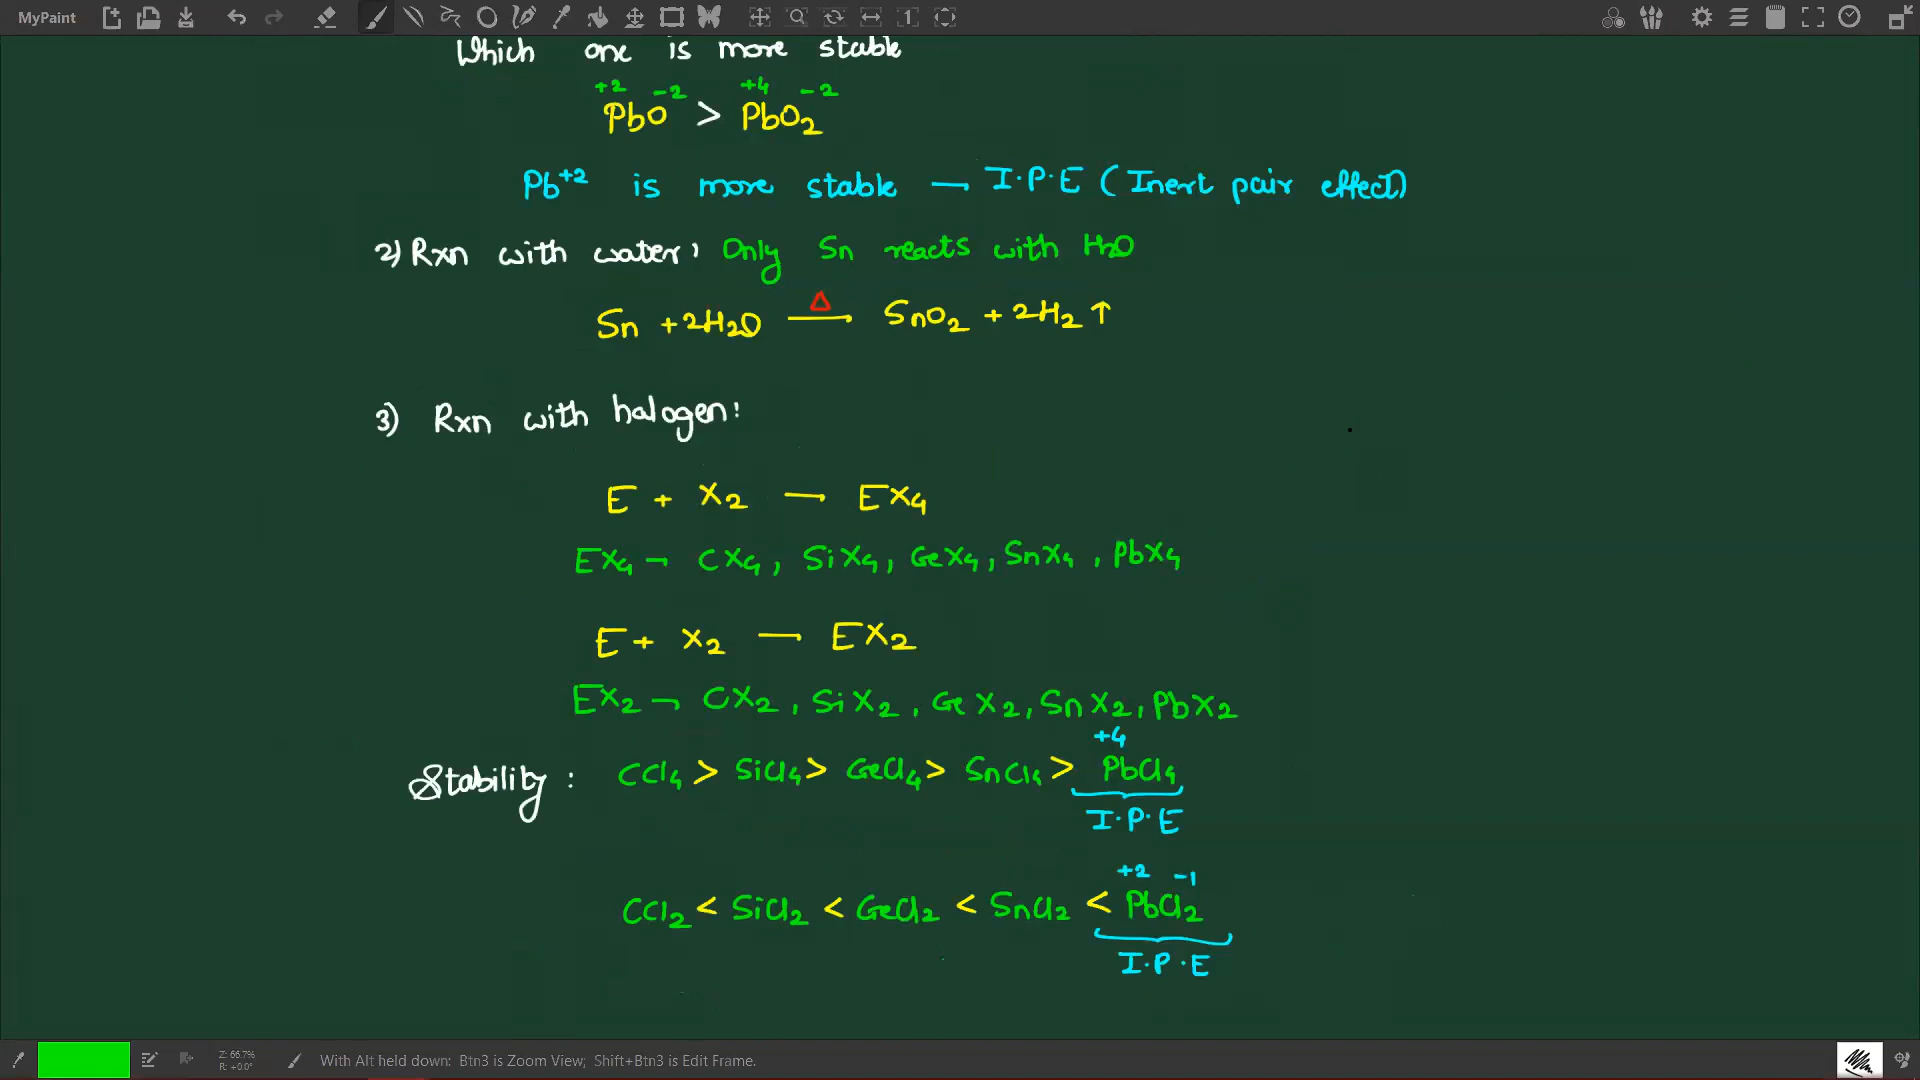 MyPaint
Which one is more stable
+2 -2 +4 -2
PbO > PbO2
Pb+2 is more stable — I.P.E (Inert pair effect)
2) Rxn with water: Only Sn reacts with H2O
Δ
Sn + 2H2O → SnO2 + 2H2 ↑
3) Rxn with halogen:
E + X2 → EX4
EX4 → CX4, SiX4, GeX4, SnX4, PbX4
E + X2 → EX2
EX2 → CX2, SiX2, GeX2, SnX2, PbX2
+4
Stability: CCl4 > SiCl4 > GeCl4 > SnCl4 > PbCl4
I.P.E
+2 -1
CCl2 < SiCl2 < GeCl2 < SnCl2 < PbCl2
I.P.E
Z: 66.7%
R: +0.0°
With Alt held down: Btn3 is Zoom View; Shift+Btn3 is Edit Frame.